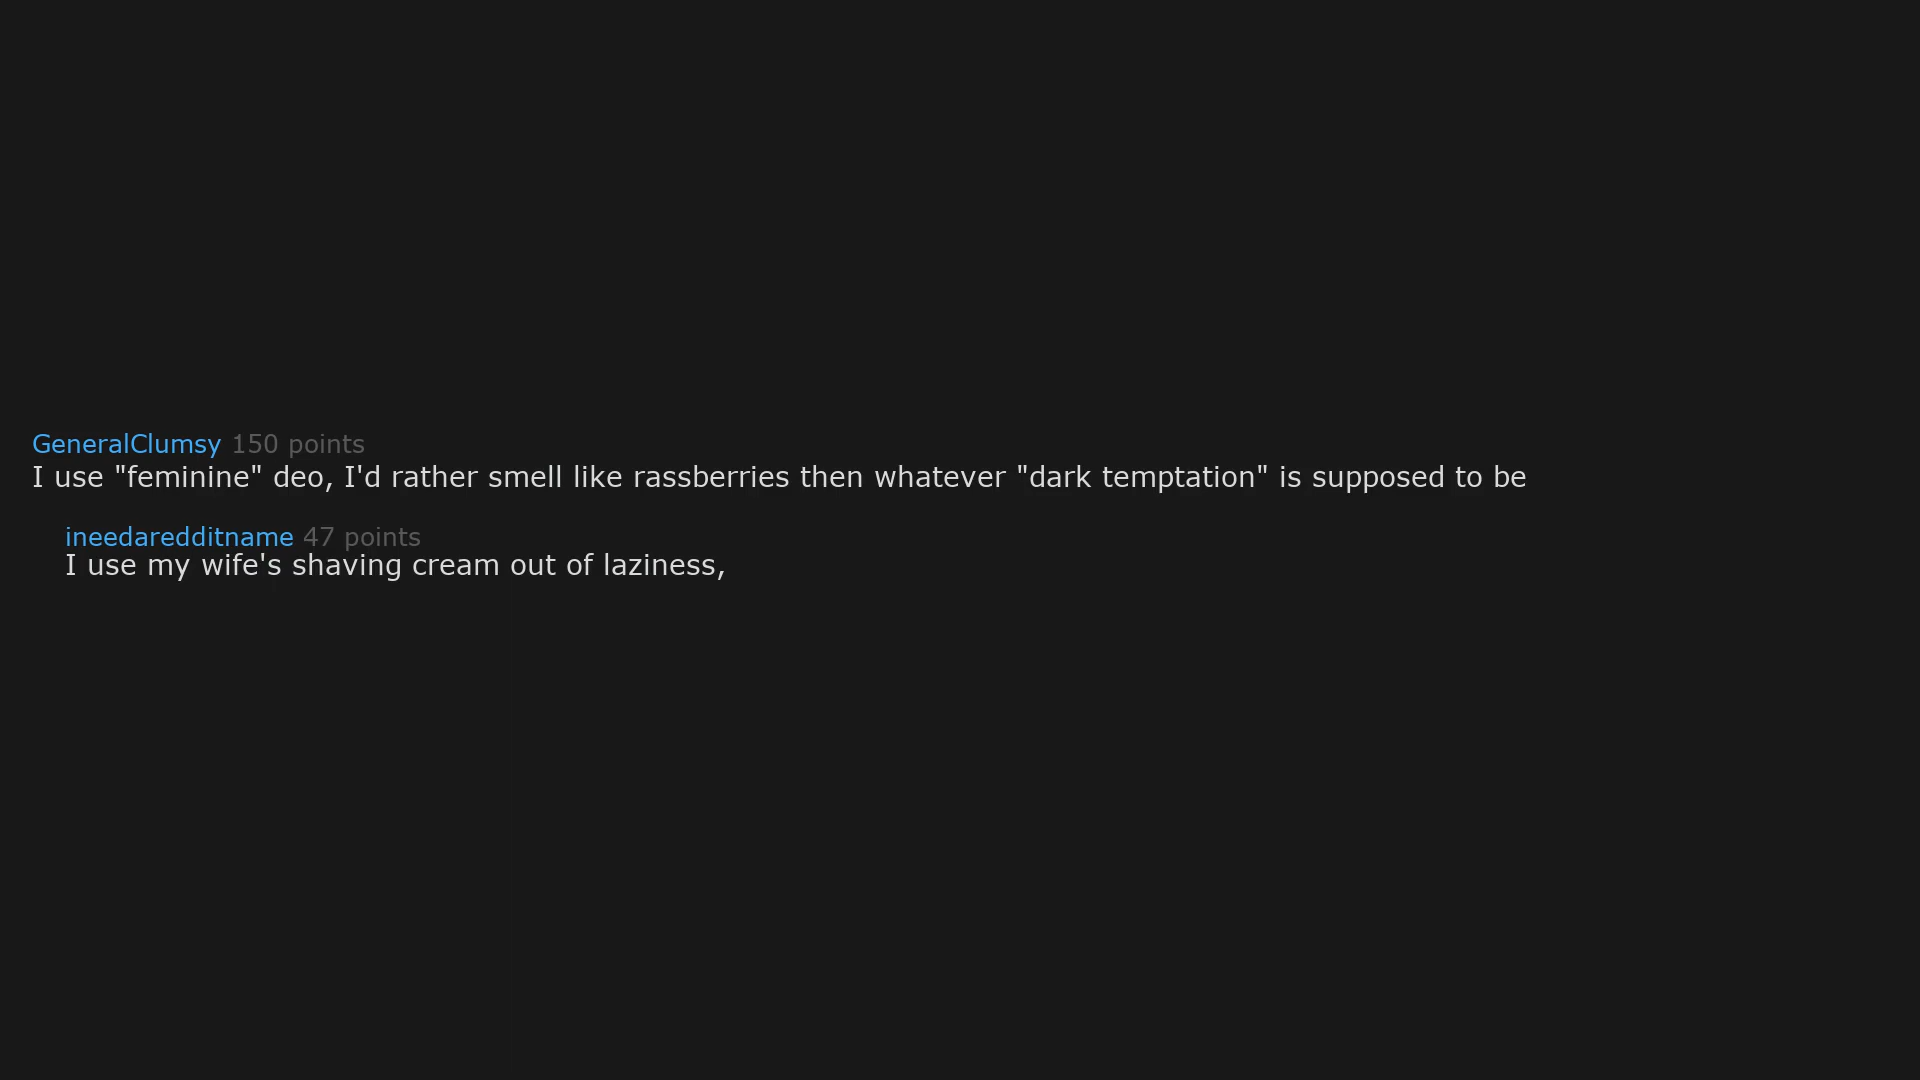 GeneralClumsy 150 points
I use "feminine" deo, I'd rather smell like rassberries then whatever "dark temptation" is supposed to be
ineedaredditname 47 points
I use my wife's shaving cream out of laziness,